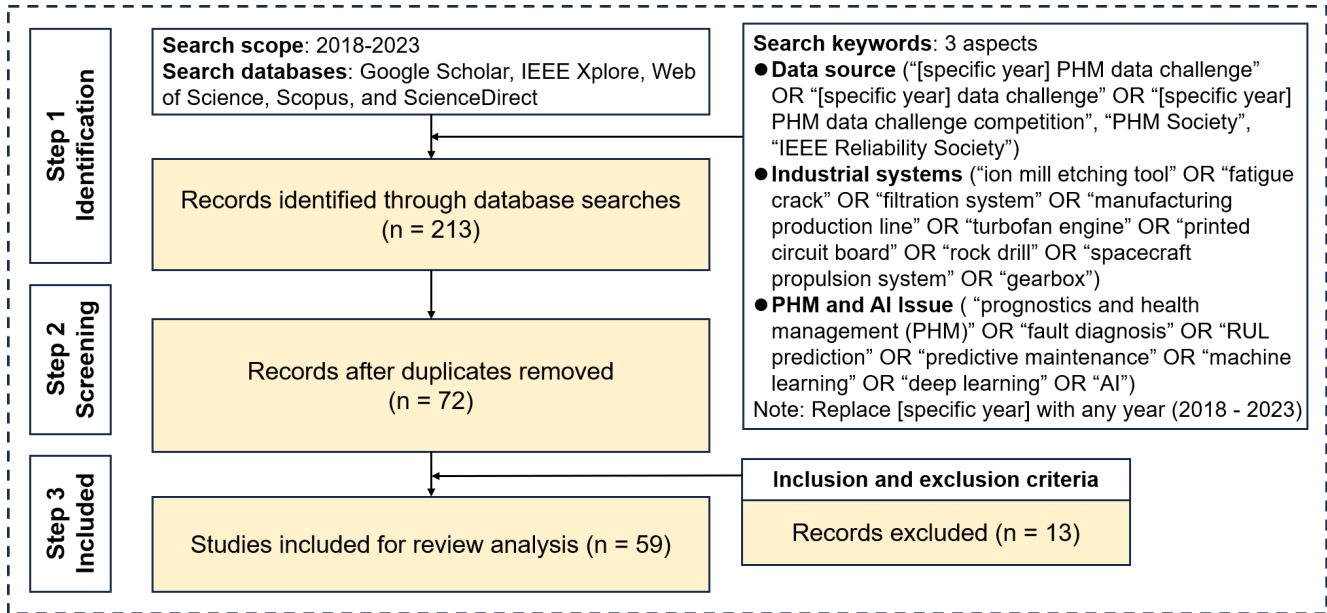 Step 1
Identification
Search scope: 2018-2023
Search databases: Google Scholar, IEEE Xplore, Web
of Science, Scopus, and ScienceDirect
Records identified through database searches
(n = 213)
Search keywords: 3 aspects
●Data source (“[specific year] PHM data challenge”
OR “[specific year] data challenge” OR “[specific year]
PHM data challenge competition”, “PHM Society”,
“IEEE Reliability Society”)
●Industrial systems (“ion mill etching tool” OR “fatigue
crack” OR “filtration system” OR “manufacturing
production line” OR “turbofan engine” OR “printed
circuit board” OR “rock drill” OR “spacecraft
propulsion system” OR “gearbox”)
●PHM and AI Issue ( “prognostics and health
management (PHM)” OR “fault diagnosis” OR “RUL
prediction” OR “predictive maintenance” OR “machine
learning” OR “deep learning” OR “AI”)
Note: Replace [specific year] with any year (2018 - 2023)
Step 2
Screening
Records after duplicates removed
(n = 72)
Step 3
Included
Studies included for review analysis (n = 59)
Inclusion and exclusion criteria
Records excluded (n = 13)